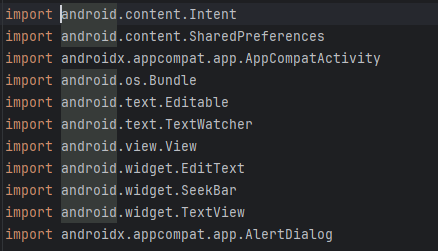 import android.content.Intent
import android.content.SharedPreferences
import androidx.appcompat.app.AppCompatActivity
import android.os.Bundle
import android.text.Editable
import android.text.TextWatcher
import android.view.View
import android.widget.EditText
import android.widget.SeekBar
import android.widget.TextView
import androidx.appcompat.app.AlertDialog